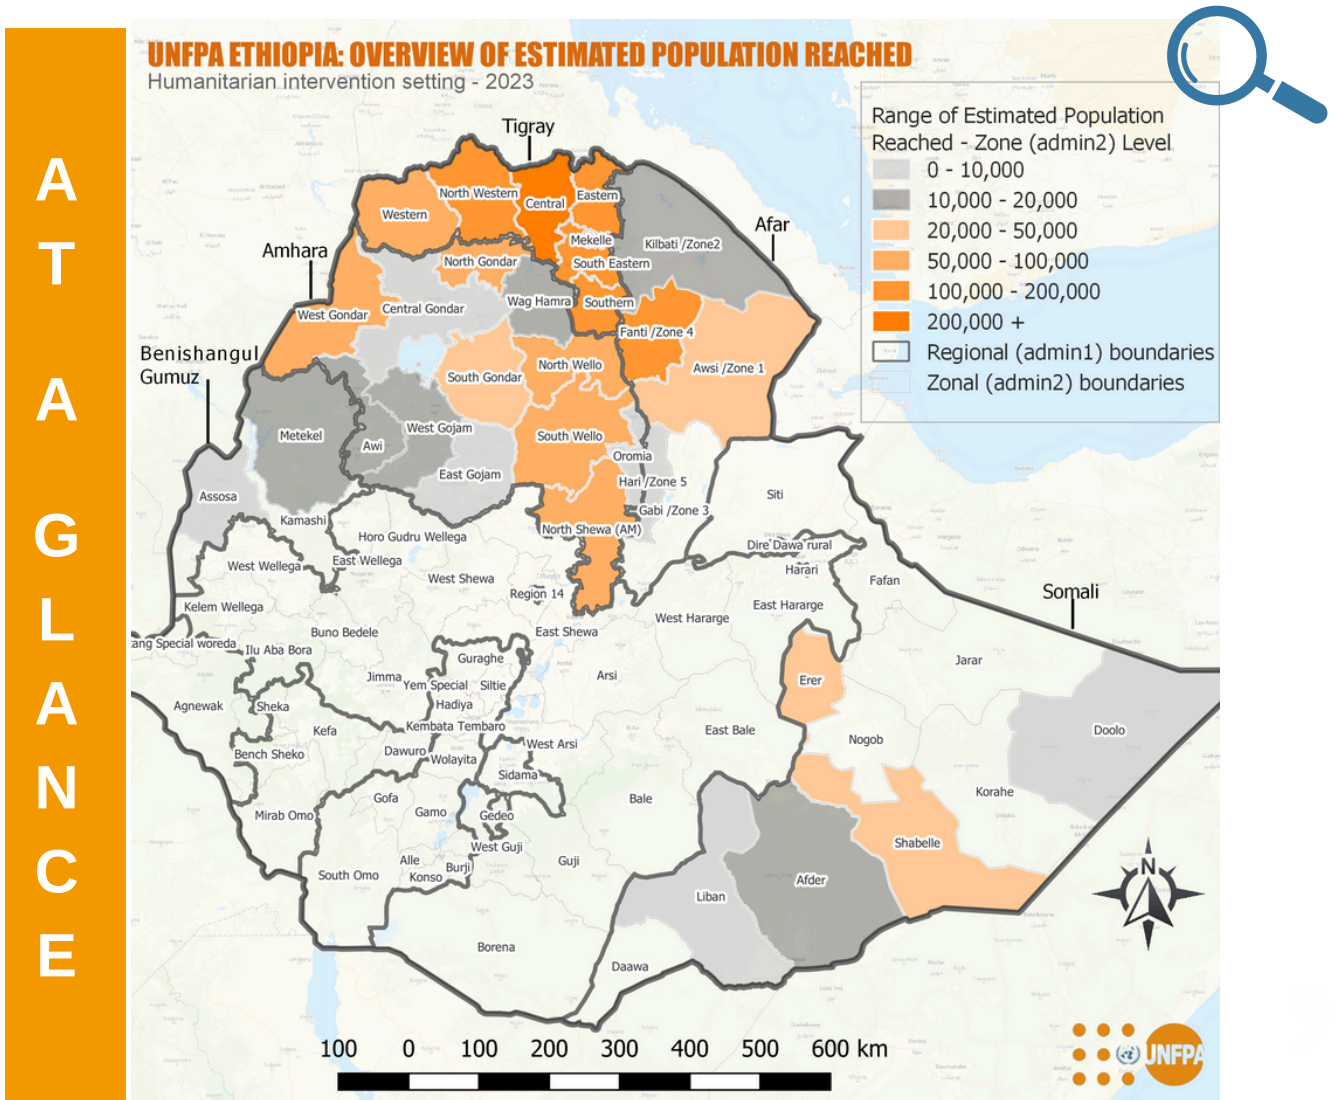 AT A GLANCE
UNFPA ETHIOPIA: OVERVIEW OF ESTIMATED POPULATION REACHED
Humanitarian intervention setting - 2023
Range of Estimated Population
Reached - Zone (admin2) Level
0 - 10,000
10,000 - 20,000
20,000 - 50,000
50,000 - 100,000
100,000 - 200,000
200,000 +
Regional (admin1) boundaries
Zonal (admin2) boundaries
Tigray
Amhara
Afar
Benishangul
Gumuz
Somali
North Western
Eastern
Central
Western
Mekelle
Kilbati /Zone2
North Gondar
South Eastern
Wag Hamra
Southern
Central Gondar
West Gondar
Fanti /Zone 4
North Wello
Awsi /Zone 1
South Gondar
Metekel
West Gojam
Awi
South Wello
Oromia
East Gojam
Hari /Zone 5
Assosa
Siti
Gabi /Zone 3
Kamashi
North Shewa (AM)
Horo Gudru Wellega
Dire Dawa rural
East Wellega
West Wellega
Harari
West Shewa
Fafan
Region 14
Kelem Wellega
East Hararge
West Hararge
Buno Bedele
East Shewa
ang Special woreda
Ilu Aba Bora
Guraghe
Jarar
Jimma
Arsi
Erer
Yem Special
Siltie
Agnewak
Sheka
Hadiya
Kefa
Kembata Tembaro
East Bale
Doolo
Nogob
West Arsi
Bench Sheko
Dawuro
Wolayita
Sidama
Korahe
Gofa
Bale
Mirab Omo
Gamo
Gedeo
Shabelle
West Guji
Alle
Guji
South Omo
Konso
Burji
Afder
Liban
Borena
Daawa
N
100 0 100 200 300 400 500 600 km
UNFPA